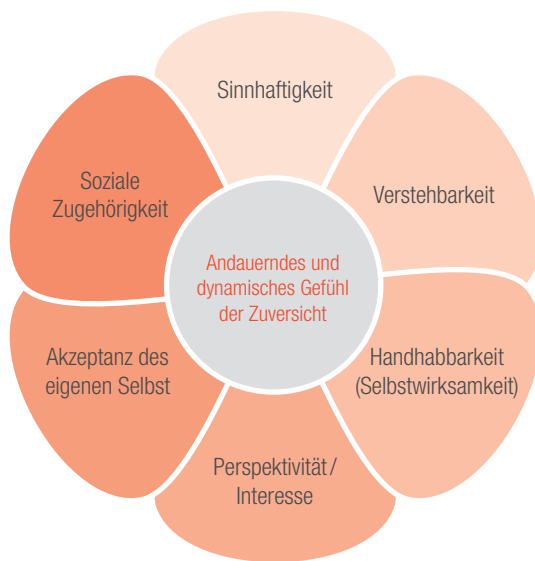 Sinnhaftigkeit
Verstehbarkeit
Handhabbarkeit
(Selbstwirksamkeit)
Perspektivität /
Interesse
Akzeptanz des
eigenen Selbst
Soziale
Zugehörigkeit
Andauerndes und
dynamisches Gefühl
der Zuversicht